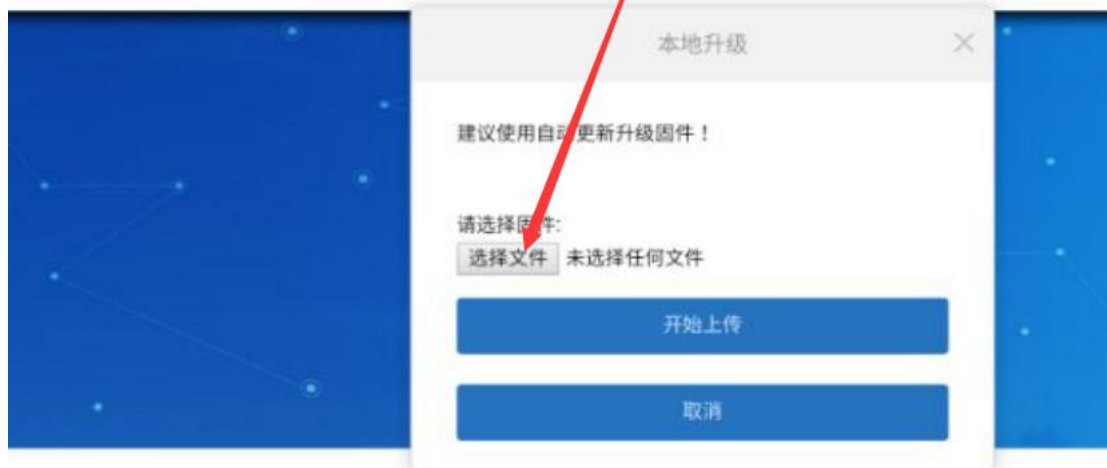 本地升级
建议使用自动更新升级固件！
请选择固件:
选择文件 未选择任何文件
开始上传
取消